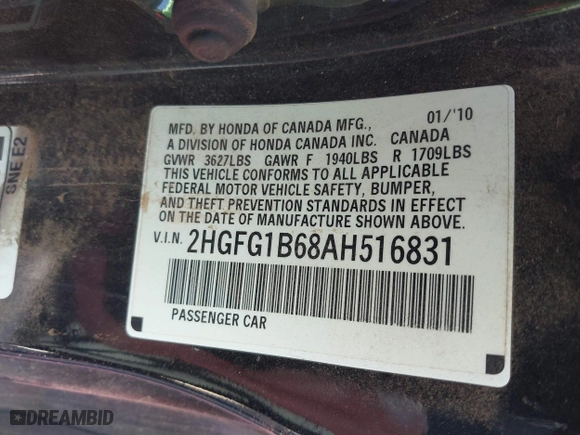 01/'10
MFD. BY HONDA OF CANADA MFG.,
A DIVISION OF HONDA CANADA INC. CANADA
GVWR 3627LBS GAWR F 1940LBS R 1709LBS
THIS VEHICLE CONFORMS TO ALL APPLICABLE
FEDERAL MOTOR VEHICLE SAFETY, BUMPER,
AND THEFT PREVENTION STANDARDS IN EFFECT
ON THE DATE OF MANUFACTURE SHOWN ABOVE.
V.I.N. 2HGFG1B68AH516831
PASSENGER CAR
SNE E2
DREAMBID